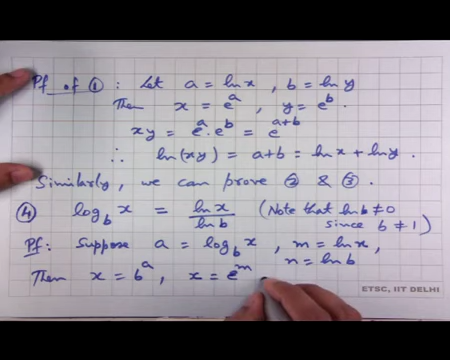 Pf of ① : Let a = ln x , b = ln y
Then x = e^a , y = e^b .
xy = e^a . e^b = e^{a+b}
∴ ln(xy) = a+b = ln x + ln y .
Similarly, we can prove ② & ③ .
④ log_b x = ln x / ln b (Note that ln b ≠ 0
since b ≠ 1)
Pf: Suppose a = log_b x , m = ln x ,
n = ln b
Then x = b^a , x = e^m
ETSC, IIT DELHI